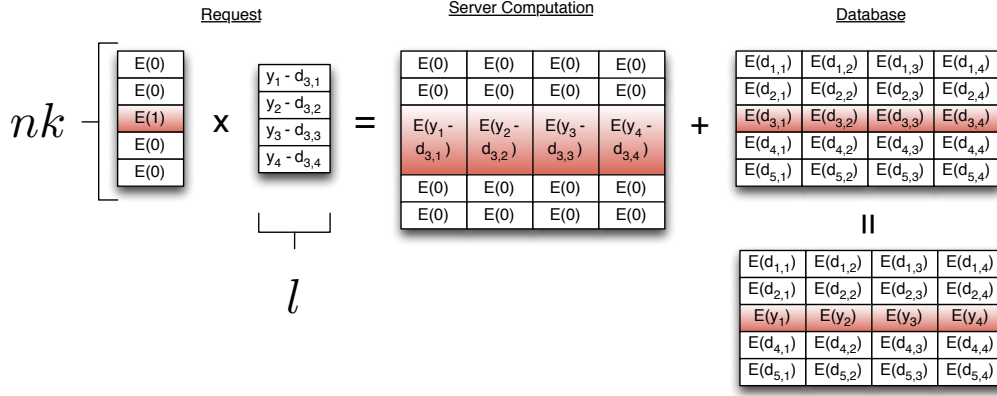 Request
Server Computation
Database
nk
E(0)
E(0)
E(1)
E(0)
E(0)
x
y1 - d3,1
y2 - d3,2
y3 - d3,3
y4 - d3,4
l
=
E(0) E(0) E(0) E(0)
E(0) E(0) E(0) E(0)
E(y1 - d3,1) E(y2 - d3,2) E(y3 - d3,3) E(y4 - d3,4)
E(0) E(0) E(0) E(0)
E(0) E(0) E(0) E(0)
+
E(d1,1) E(d1,2) E(d1,3) E(d1,4)
E(d2,1) E(d2,2) E(d2,3) E(d2,4)
E(d3,1) E(d3,2) E(d3,3) E(d3,4)
E(d4,1) E(d4,2) E(d4,3) E(d4,4)
E(d5,1) E(d5,2) E(d5,3) E(d5,4)
=
E(d1,1) E(d1,2) E(d1,3) E(d1,4)
E(d2,1) E(d2,2) E(d2,3) E(d2,4)
E(y1) E(y2) E(y3) E(y4)
E(d4,1) E(d4,2) E(d4,3) E(d4,4)
E(d5,1) E(d5,2) E(d5,3) E(d5,4)